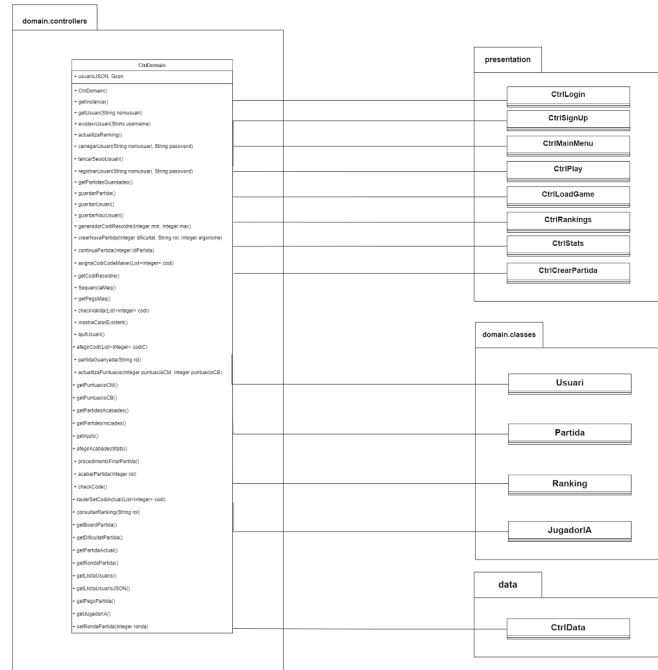 domain.controllers
CtrlDomain
+ usuarisJSON: Gson
+ CtrlDomain()
+ getInstance()
+ getUsuari(String nomusuari)
+ existeixUsuari(String username)
+ actualitzaRanking()
+ carregarUsuari(String nomusuari, String password)
+ tancarSesioUsuari()
+ registrarUsuari(String nomusuari, String password)
+ getPartidesGuardades()
+ guardarPartida()
+ guardarUsuari()
+ guardarNouUsuari()
+ generadorCodiResoldre(Integer min, Integer max)
+ crearNovaPartida(Integer dificultat, String rol, Integer algorisme)
+ continuaPartida(Integer idPartida)
+ asignaCodiCodeMaker(List<Integer> codi)
+ getCodiResoldre()
+ SequenciaMaq()
+ getPegsMaq()
+ checkValida(List<Integer> codi)
+ mostraColorExistent()
+ ajutUsuari()
+ afegirCodi(List<Integer> codiC)
+ partidaGuanyada(String rol)
+ actualitzaPuntuacio(Integer puntuacioCM, Integer puntuacioCB)
+ getPuntuacioCM()
+ getPuntuacioCB()
+ getPartidesAcabades()
+ getPartidesIniciades()
+ getAjuts()
+ afegirAcabadesStats()
+ procedimentsFinalPartida()
+ acabarPartida(Integer rol)
+ checkCode()
+ taulerSetCodiActual(List<Integer> codi)
+ consultarRanking(String rol)
+ getBoardPartida()
+ getDificultatPartida()
+ getPartidaActual()
+ getRondaPartida()
+ getLlistaUsuaris()
+ getLlistaUsuarisJSON()
+ getPegsPartida()
+ getJugadorIA()
+ setRondaPartida(Integer ronda)
presentation
CtrlLogin
CtrlSignUp
CtrlMainMenu
CtrlPlay
CtrlLoadGame
CtrlRankings
CtrlStats
CtrlCrearPartida
domain.classes
Usuari
Partida
Ranking
JugadorIA
data
CtrlData